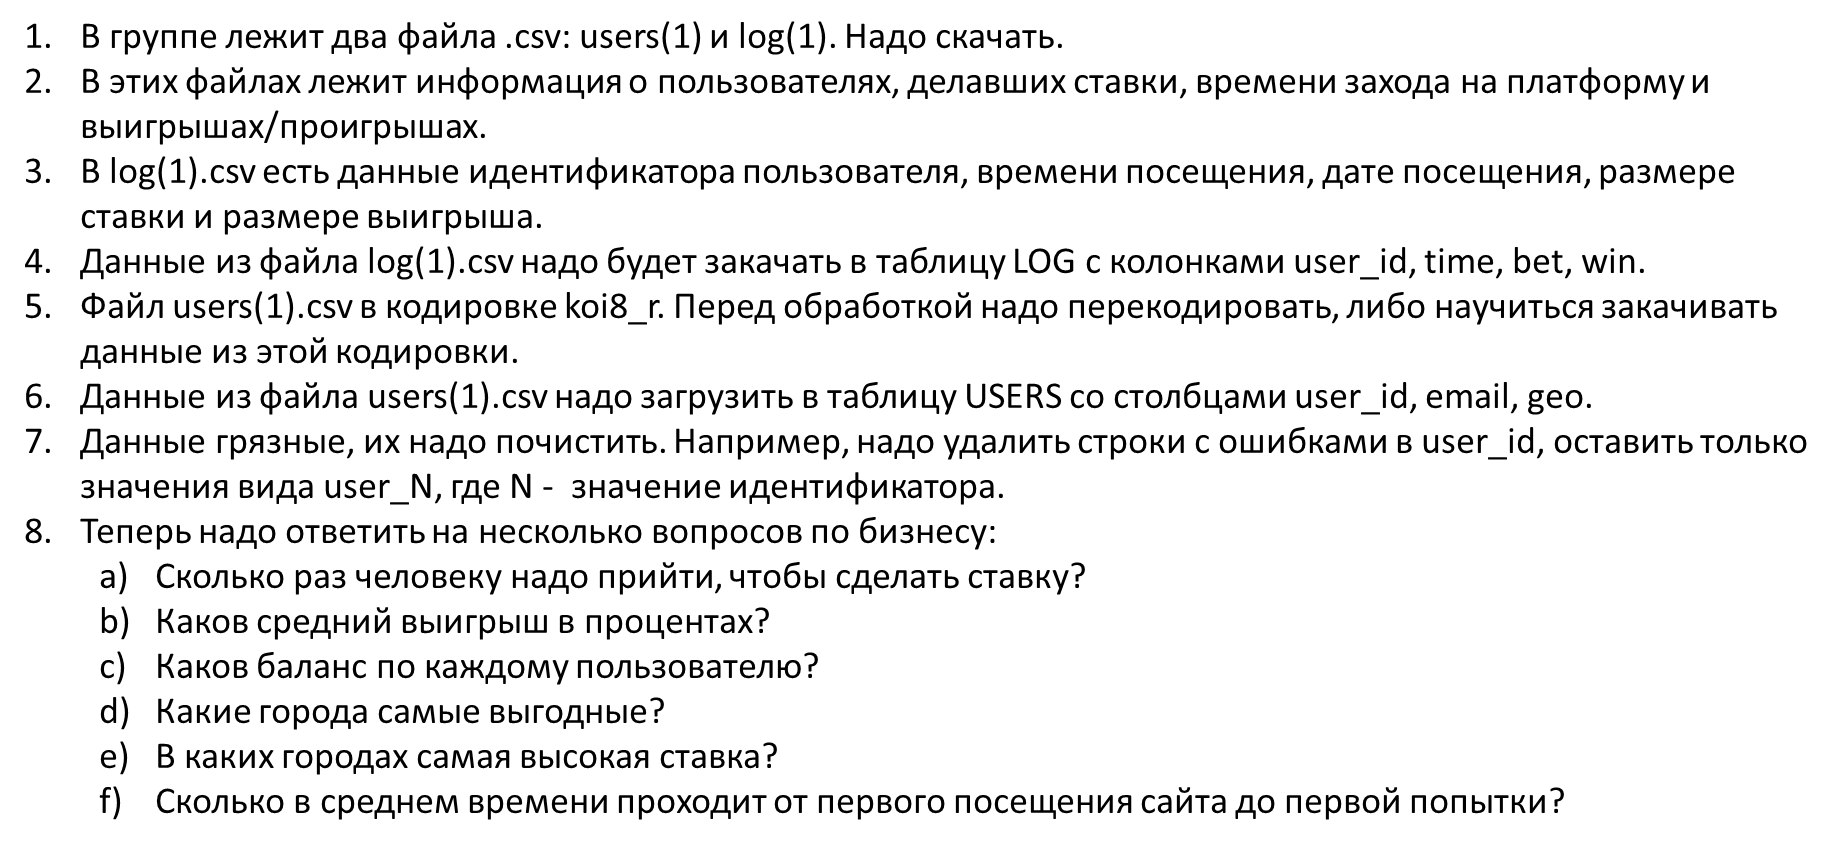 1. В группе лежит два файла .csv: users(1) и log(1). Надо скачать.
2. В этих файлах лежит информация о пользователях, делавших ставки, времени захода на платформу и
выигрышах/проигрышах.
3. В log(1).csv есть данные идентификатора пользователя, времени посещения, дате посещения, размере
ставки и размере выигрыша.
4. Данные из файла log(1).csv надо будет закачать в таблицу LOG с колонками user_id, time, bet, win.
5. Файл users(1).csv в кодировке koi8_r. Перед обработкой надо перекодировать, либо научиться закачивать
данные из этой кодировки.
6. Данные из файла users(1).csv надо загрузить в таблицу USERS со столбцами user_id, email, geo.
7. Данные грязные, их надо почистить. Например, надо удалить строки с ошибками в user_id, оставить только
значения вида user_N, где N - значение идентификатора.
8. Теперь надо ответить на несколько вопросов по бизнесу:
a) Сколько раз человеку надо прийти, чтобы сделать ставку?
b) Каков средний выигрыш в процентах?
c) Каков баланс по каждому пользователю?
d) Какие города самые выгодные?
e) В каких городах самая высокая ставка?
f) Сколько в среднем времени проходит от первого посещения сайта до первой попытки?